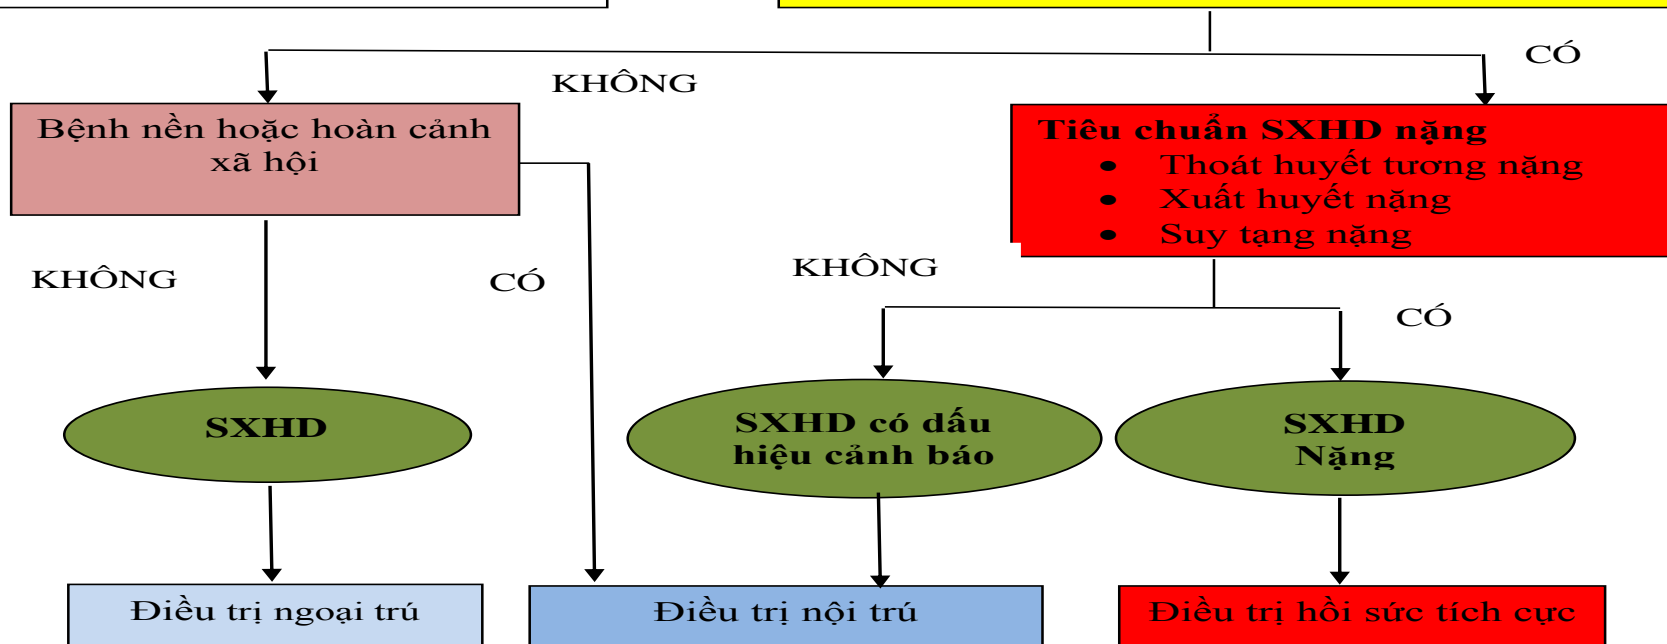 CÓ
KHÔNG
Bệnh nền hoặc hoàn cảnh
xã hội
Tiêu chuẩn SXHD nặng
• Thoát huyết tương nặng
• Xuất huyết nặng
• Suy tạng nặng
KHÔNG
CÓ
KHÔNG
CÓ
SXHD
SXHD có dấu
hiệu cảnh báo
SXHD
Nặng
Điều trị ngoại trú
Điều trị nội trú
Điều trị hồi sức tích cực